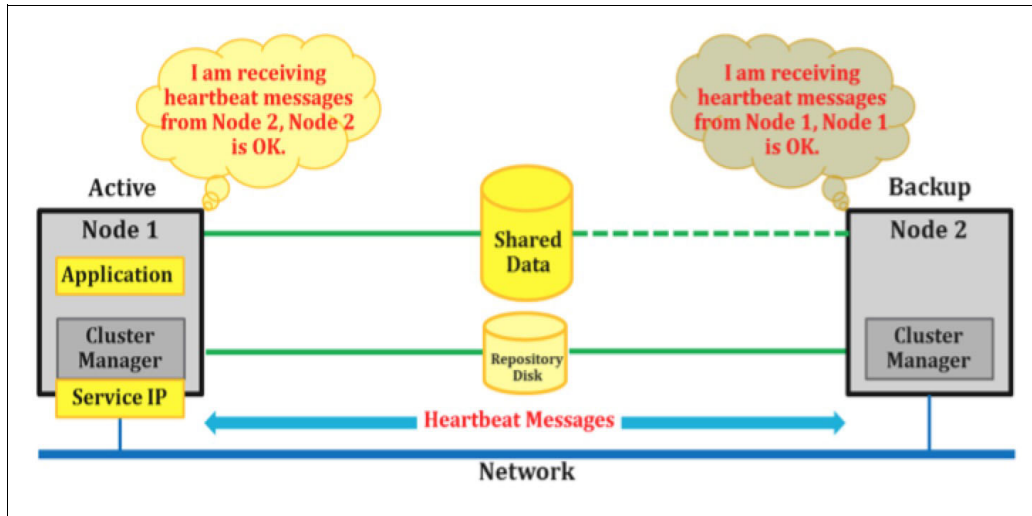 I am receiving
heartbeat messages
from Node 2, Node 2
is OK.
I am receiving
heartbeat messages
from Node 1, Node 1
is OK.
Active
Backup
Node 1
Node 2
Shared
Data
Application
Cluster
Manager
Repository
Disk
Cluster
Manager
Service IP
Heartbeat Messages
Network